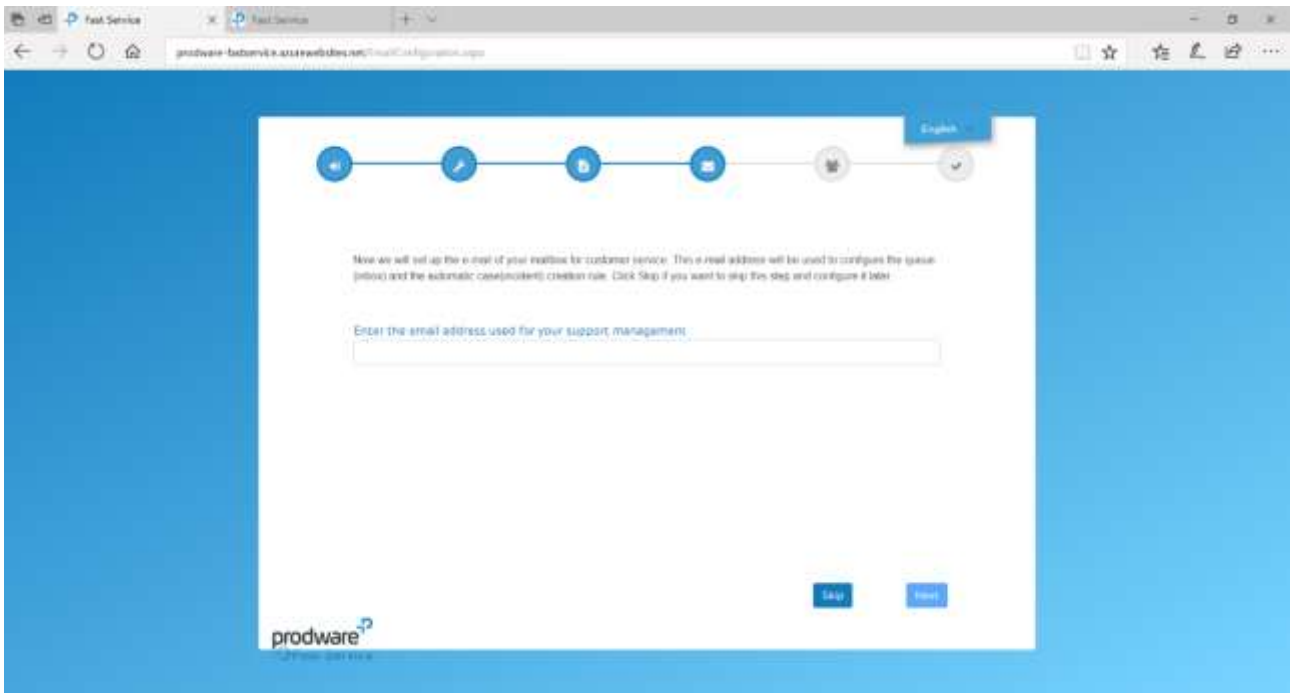 Fast Service
Fast Service
prodware-fastservice.azurewebsites.net/EmailConfiguration.aspx
English
Now we will set up the e-mail of your mailbox for customer service. This e-mail address will be used to configure the queue
(inbox) and the automatic case(incident) creation rule. Click Skip if you want to skip this step and configure it later.
Enter the email address used for your support management
Skip
Next
prodware